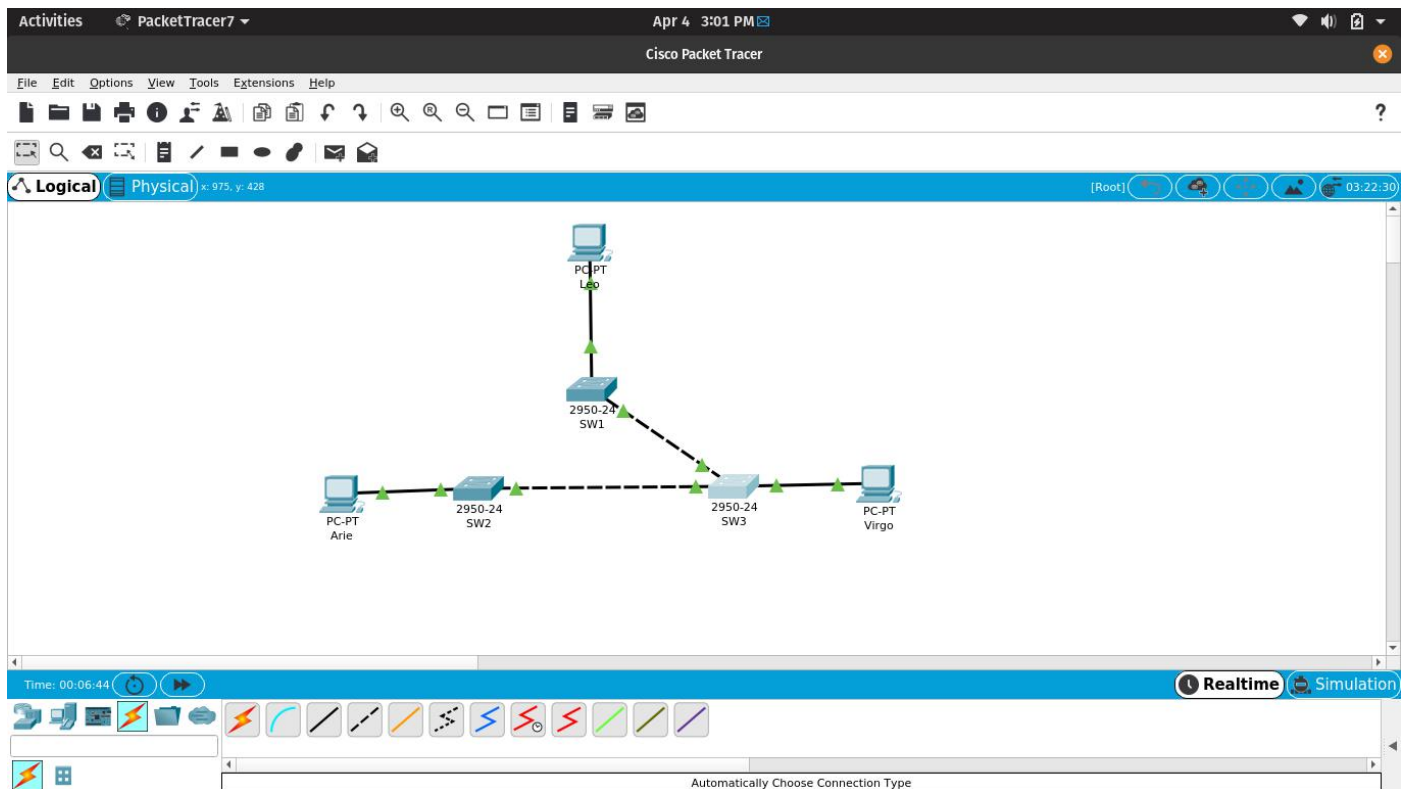 Activities PacketTracer7 Apr 4 3:01 PM
Cisco Packet Tracer
File Edit Options View Tools Extensions Help
?
Logical Physical x: 975, y: 428 [Root] 03:22:30
PC-PT
Leo
2950-24
SW1
PC-PT
Arie
2950-24
SW2
2950-24
SW3
PC-PT
Virgo
Time: 00:06:44 Realtime Simulation
Automatically Choose Connection Type